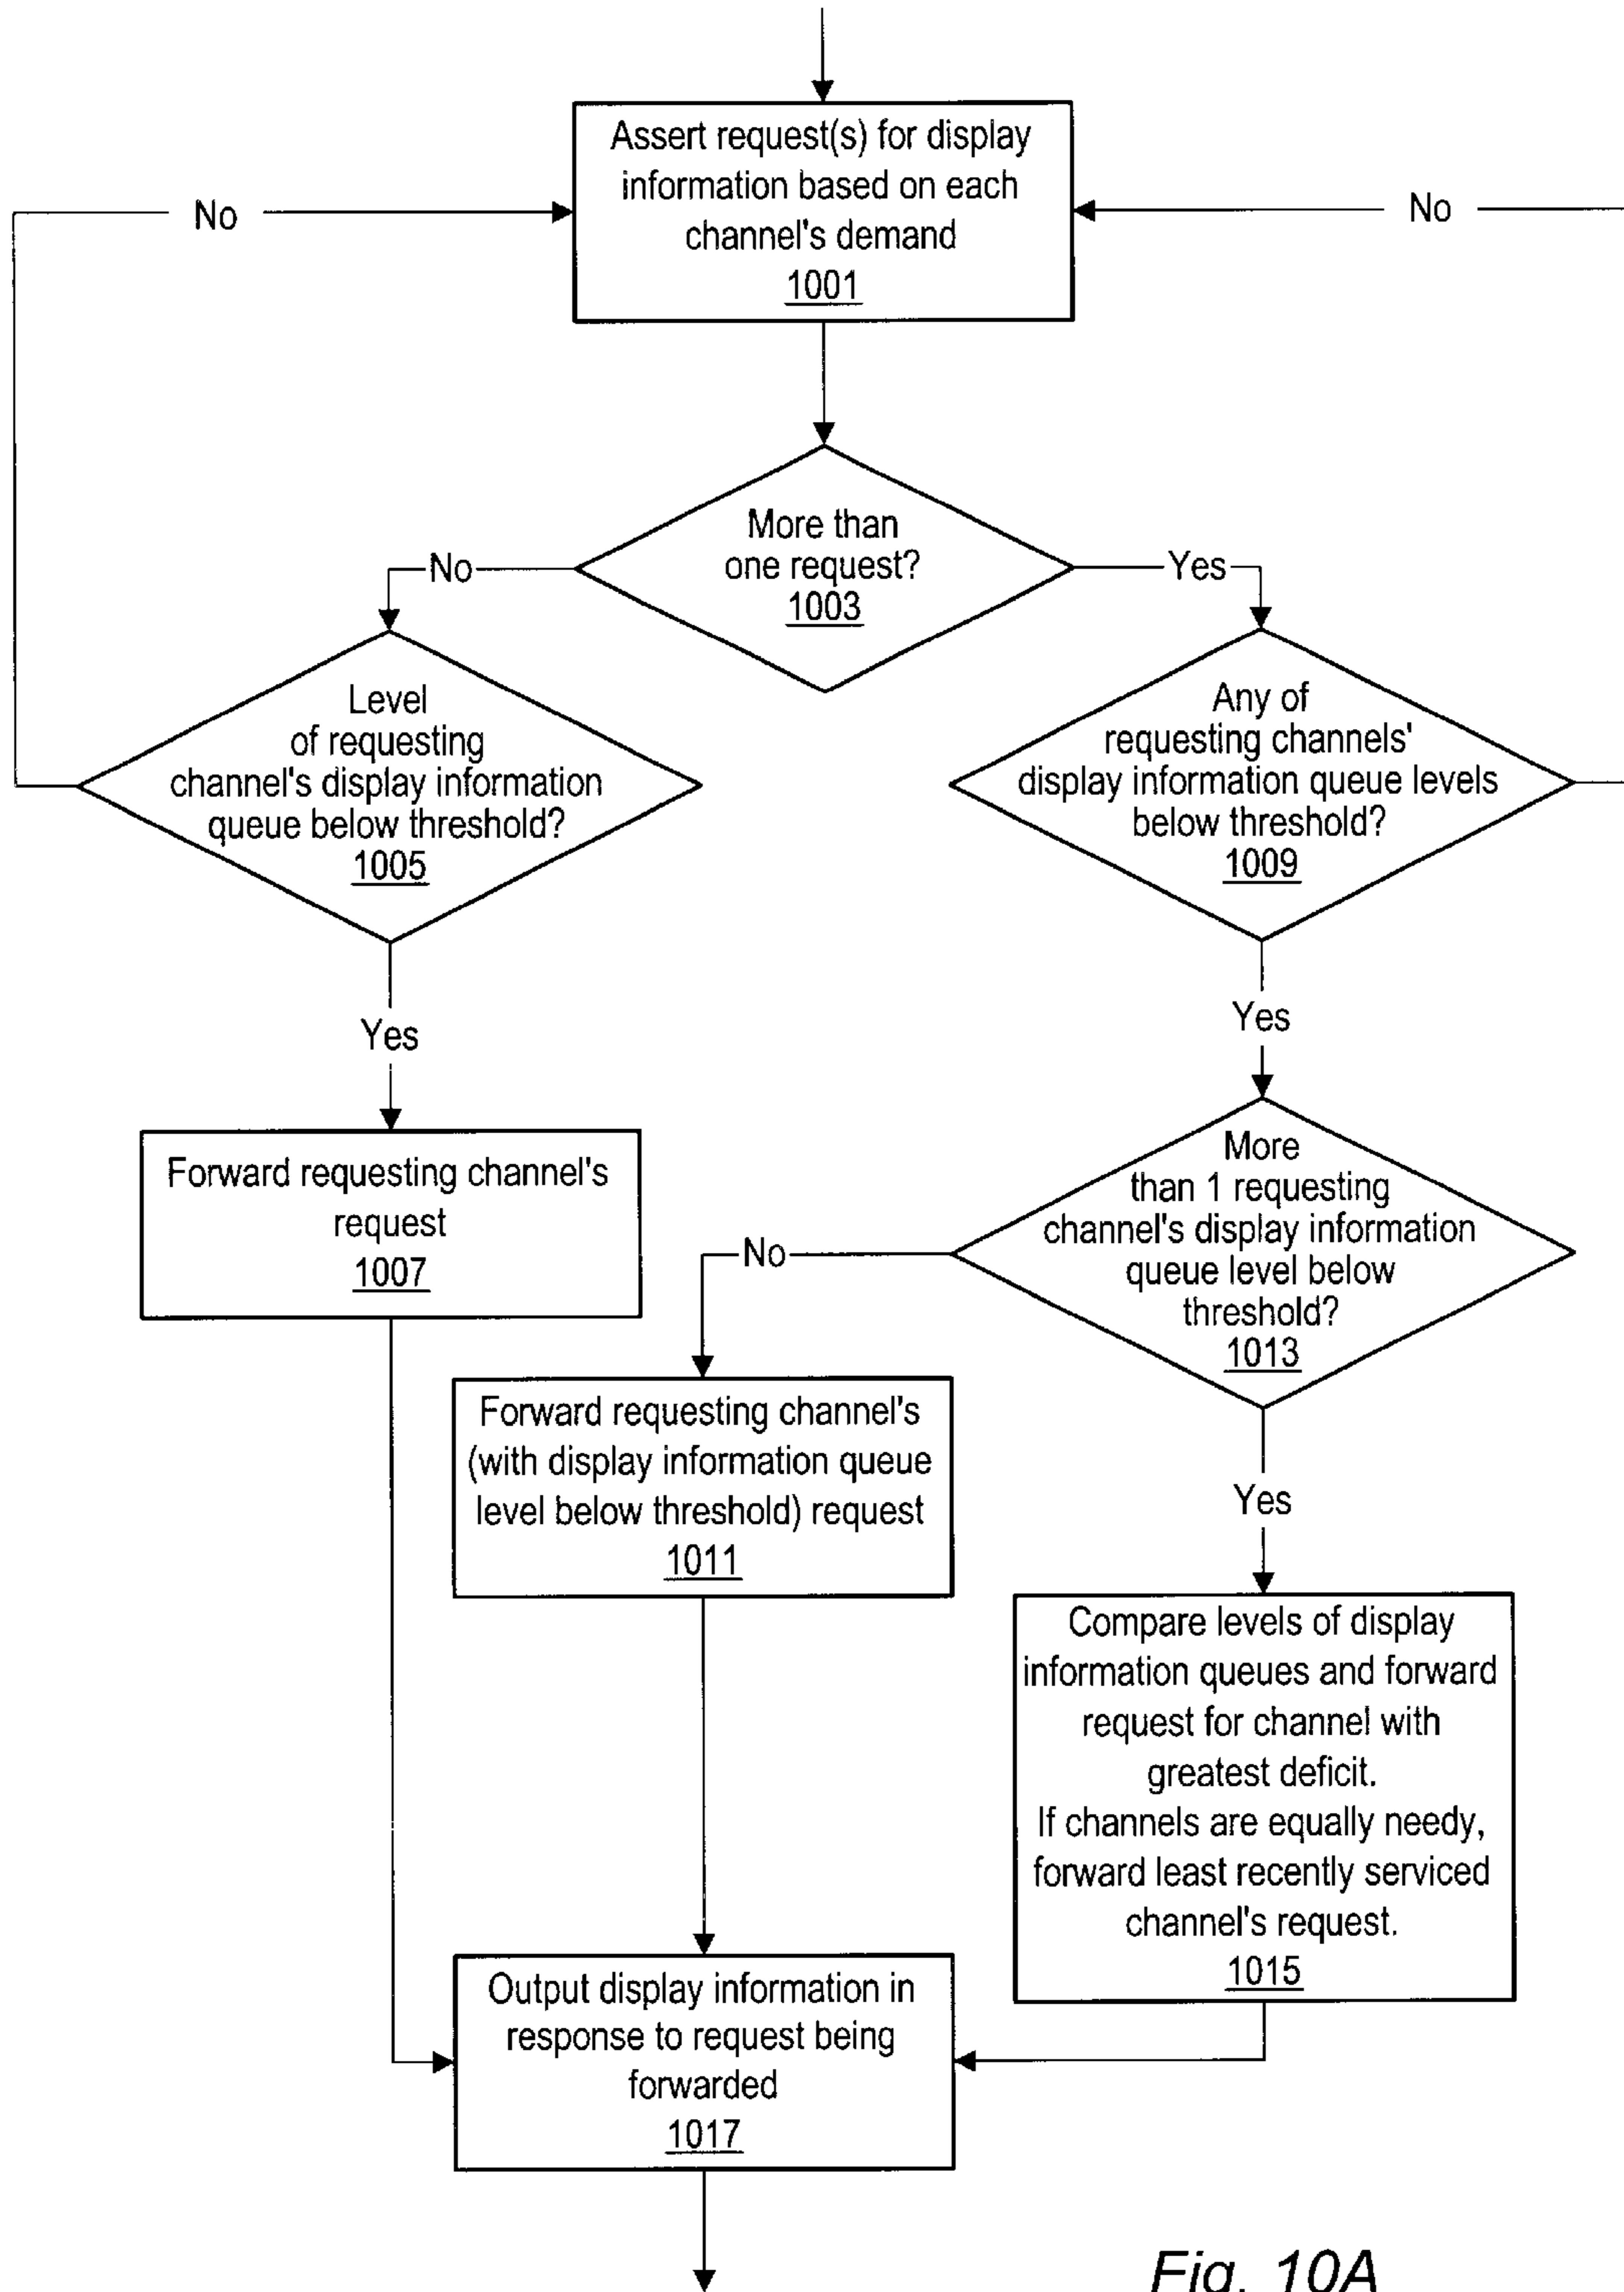 Assert request(s) for display
information based on each
channel's demand
1001
No
No
More than
one request?
1003
No
Yes
Level
of requesting
channel's display information
queue below threshold?
1005
Any of
requesting channels'
display information queue levels
below threshold?
1009
Yes
Yes
Forward requesting channel's
request
1007
More
than 1 requesting
channel's display information
queue level below
threshold?
1013
No
Forward requesting channel's
(with display information queue
level below threshold) request
1011
Yes
Compare levels of display
information queues and forward
request for channel with
greatest deficit.
If channels are equally needy,
forward least recently serviced
channel's request.
1015
Output display information in
response to request being
forwarded
1017
Fig. 10A